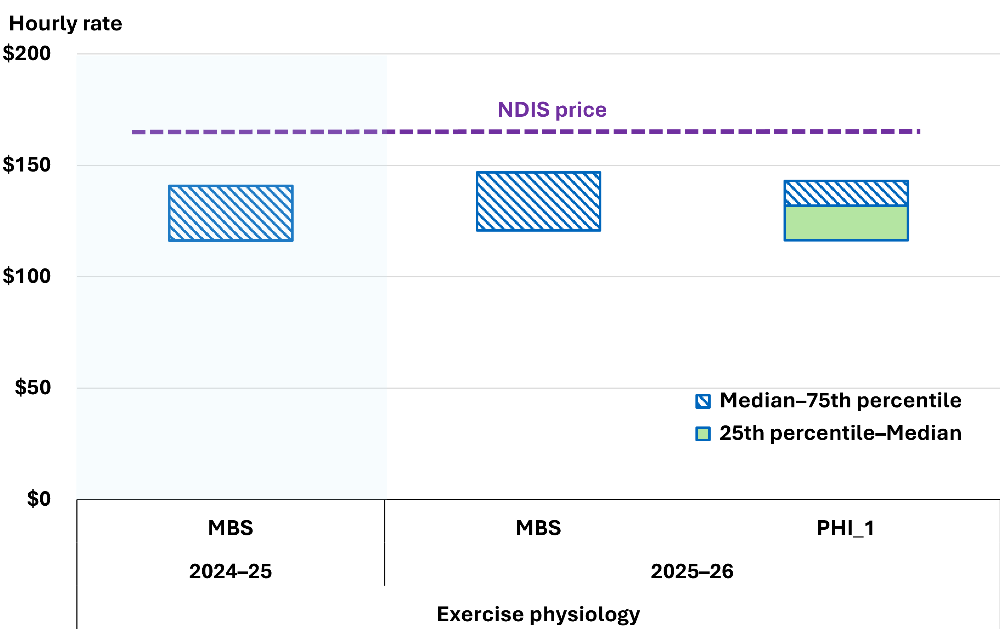 Hourly rate
$200
NDIS price
$150
$100
$50
Median–75th percentile
25th percentile–Median
$0
MBS MBS PHI_1
2024–25 2025–26
Exercise physiology